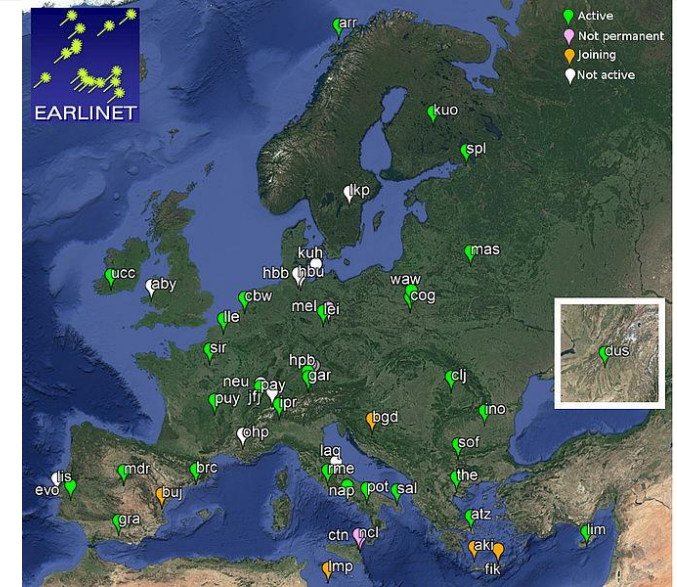 arr
Active
Not permanent
Joining
Not active
EARLINET
kuo
spl
lkp
mas
kuh
hbb
hbu
ucc
aby
waw
cbw
cog
mel
lei
lle
sir
dus
hpb
gar
neu
pay
clj
jfj
puy
ipr
ino
bgd
ohp
sof
laq
mdr
brc
rme
lis
the
evo
buj
nap
pot
sal
gra
atz
lim
ctn
ncl
aki
lmp
fik